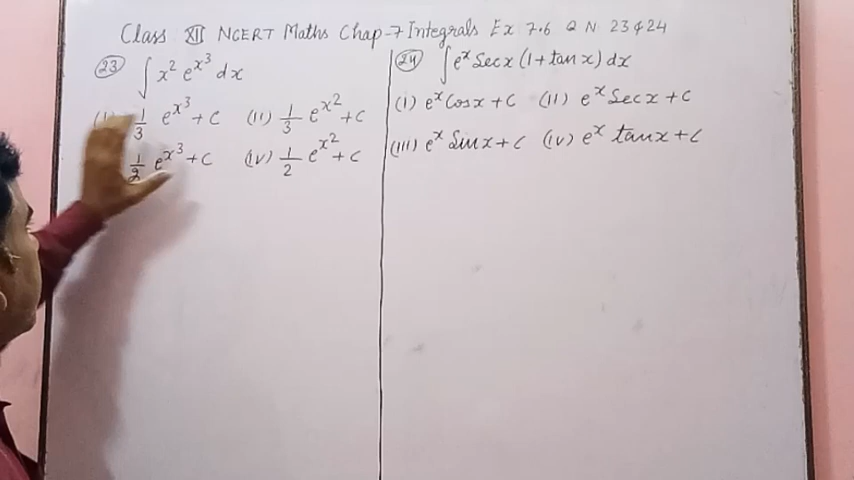 Class XII NCERT Maths Chap-7 Integrals Ex 7.6 Q N 23 & 24
23 ∫ x² e^x³ dx
1/3 e^x³ + C (II) 1/3 e^x² + C
1/2 e^x³ + C (IV) 1/2 e^x² + C
24 ∫ e^x Sec x (1 + tan x) dx
(I) e^x Cos x + C (II) e^x Sec x + C
(III) e^x Sin x + C (IV) e^x tan x + C